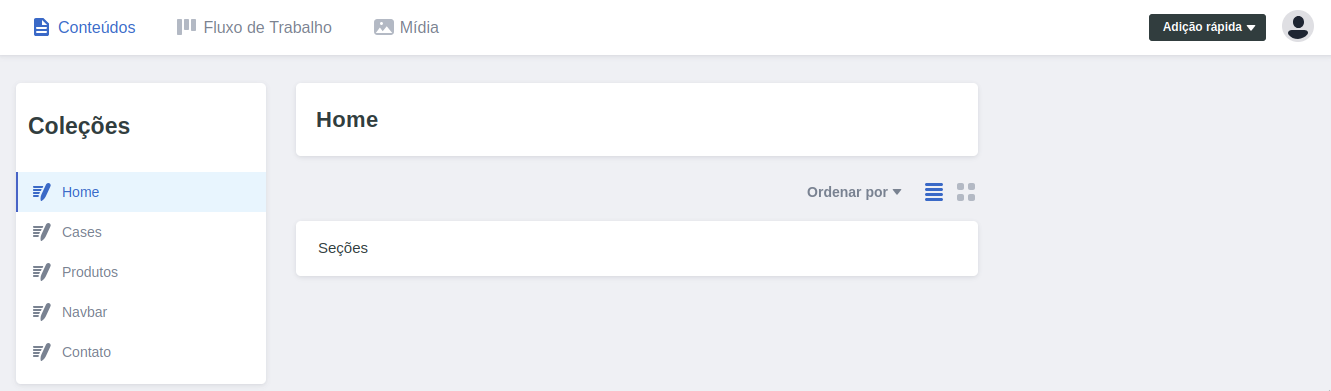 Conteúdos
Fluxo de Trabalho
Mídia
Adição rápida
Coleções
Home
Cases
Produtos
Navbar
Contato
Home
Ordenar por
Seções